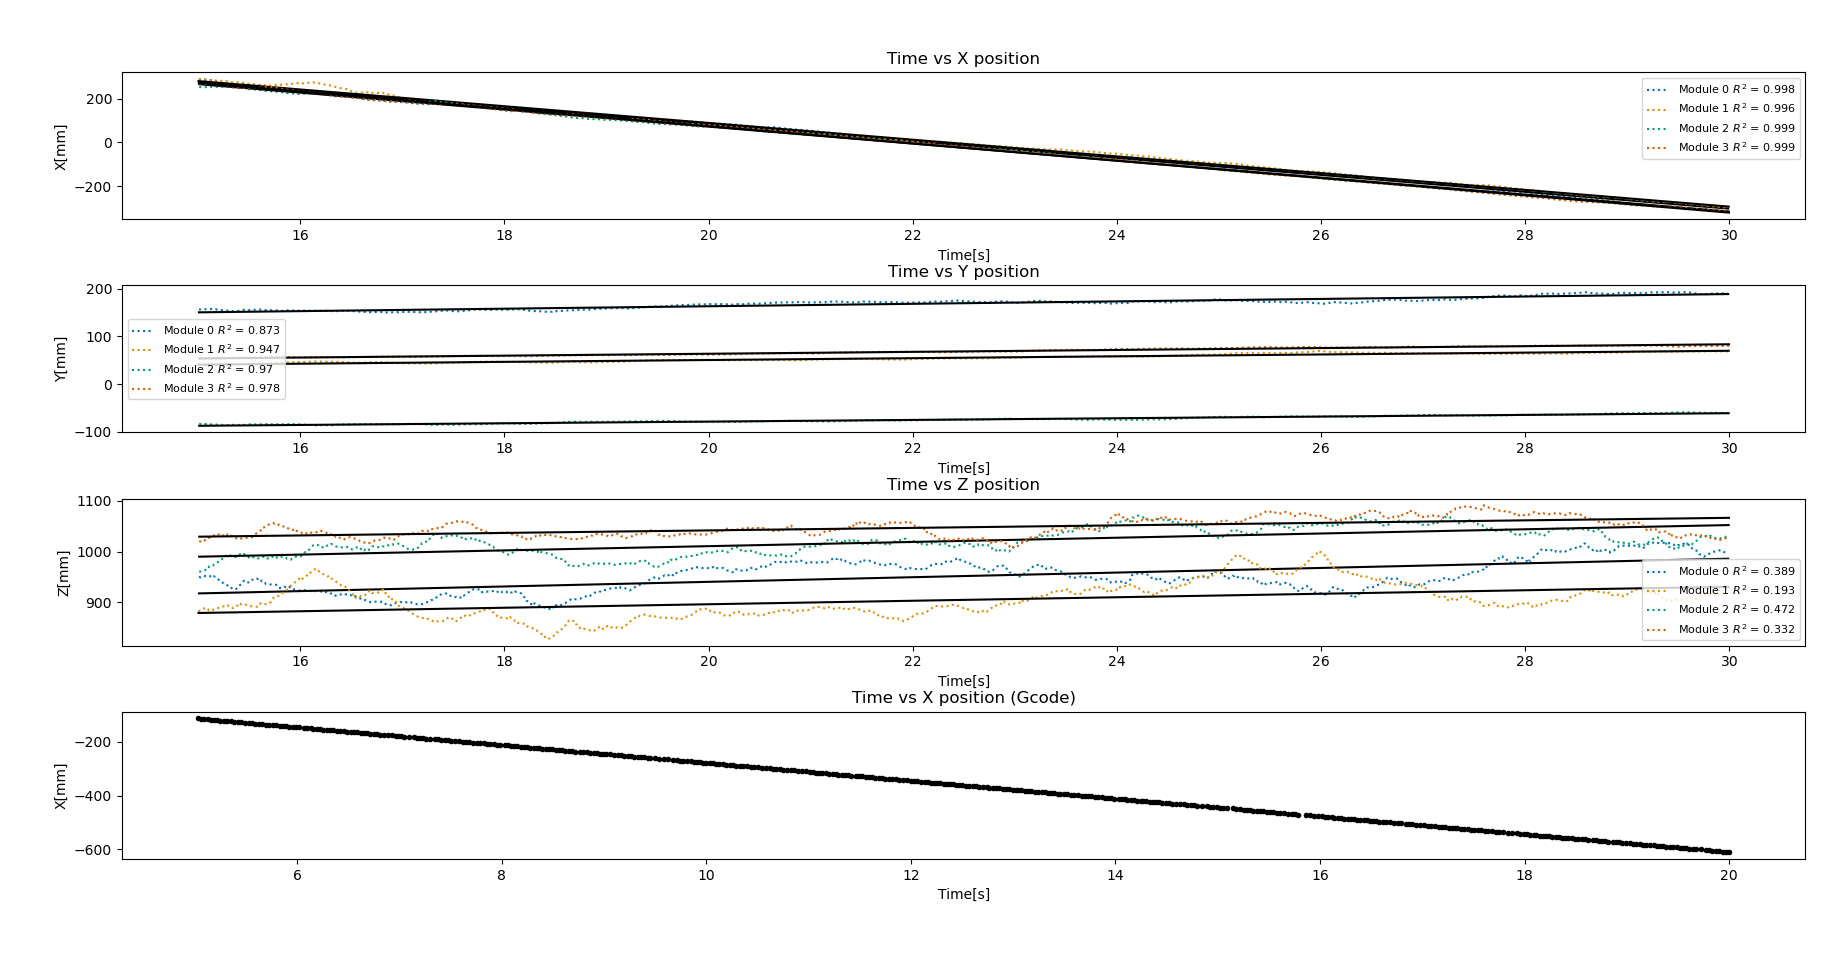 Time vs X position
X[mm]
200
0
−200
Module 0 R² = 0.998
Module 1 R² = 0.996
Module 2 R² = 0.999
Module 3 R² = 0.999
16 18 20 22 24 26 28 30
Time[s]
Time vs Y position
Y[mm]
200
100
0
−100
Module 0 R² = 0.873
Module 1 R² = 0.947
Module 2 R² = 0.97
Module 3 R² = 0.978
16 18 20 22 24 26 28 30
Time[s]
Time vs Z position
Z[mm]
1100
1000
900
Module 0 R² = 0.389
Module 1 R² = 0.193
Module 2 R² = 0.472
Module 3 R² = 0.332
16 18 20 22 24 26 28 30
Time[s]
Time vs X position (Gcode)
X[mm]
−200
−400
−600
6 8 10 12 14 16 18 20
Time[s]